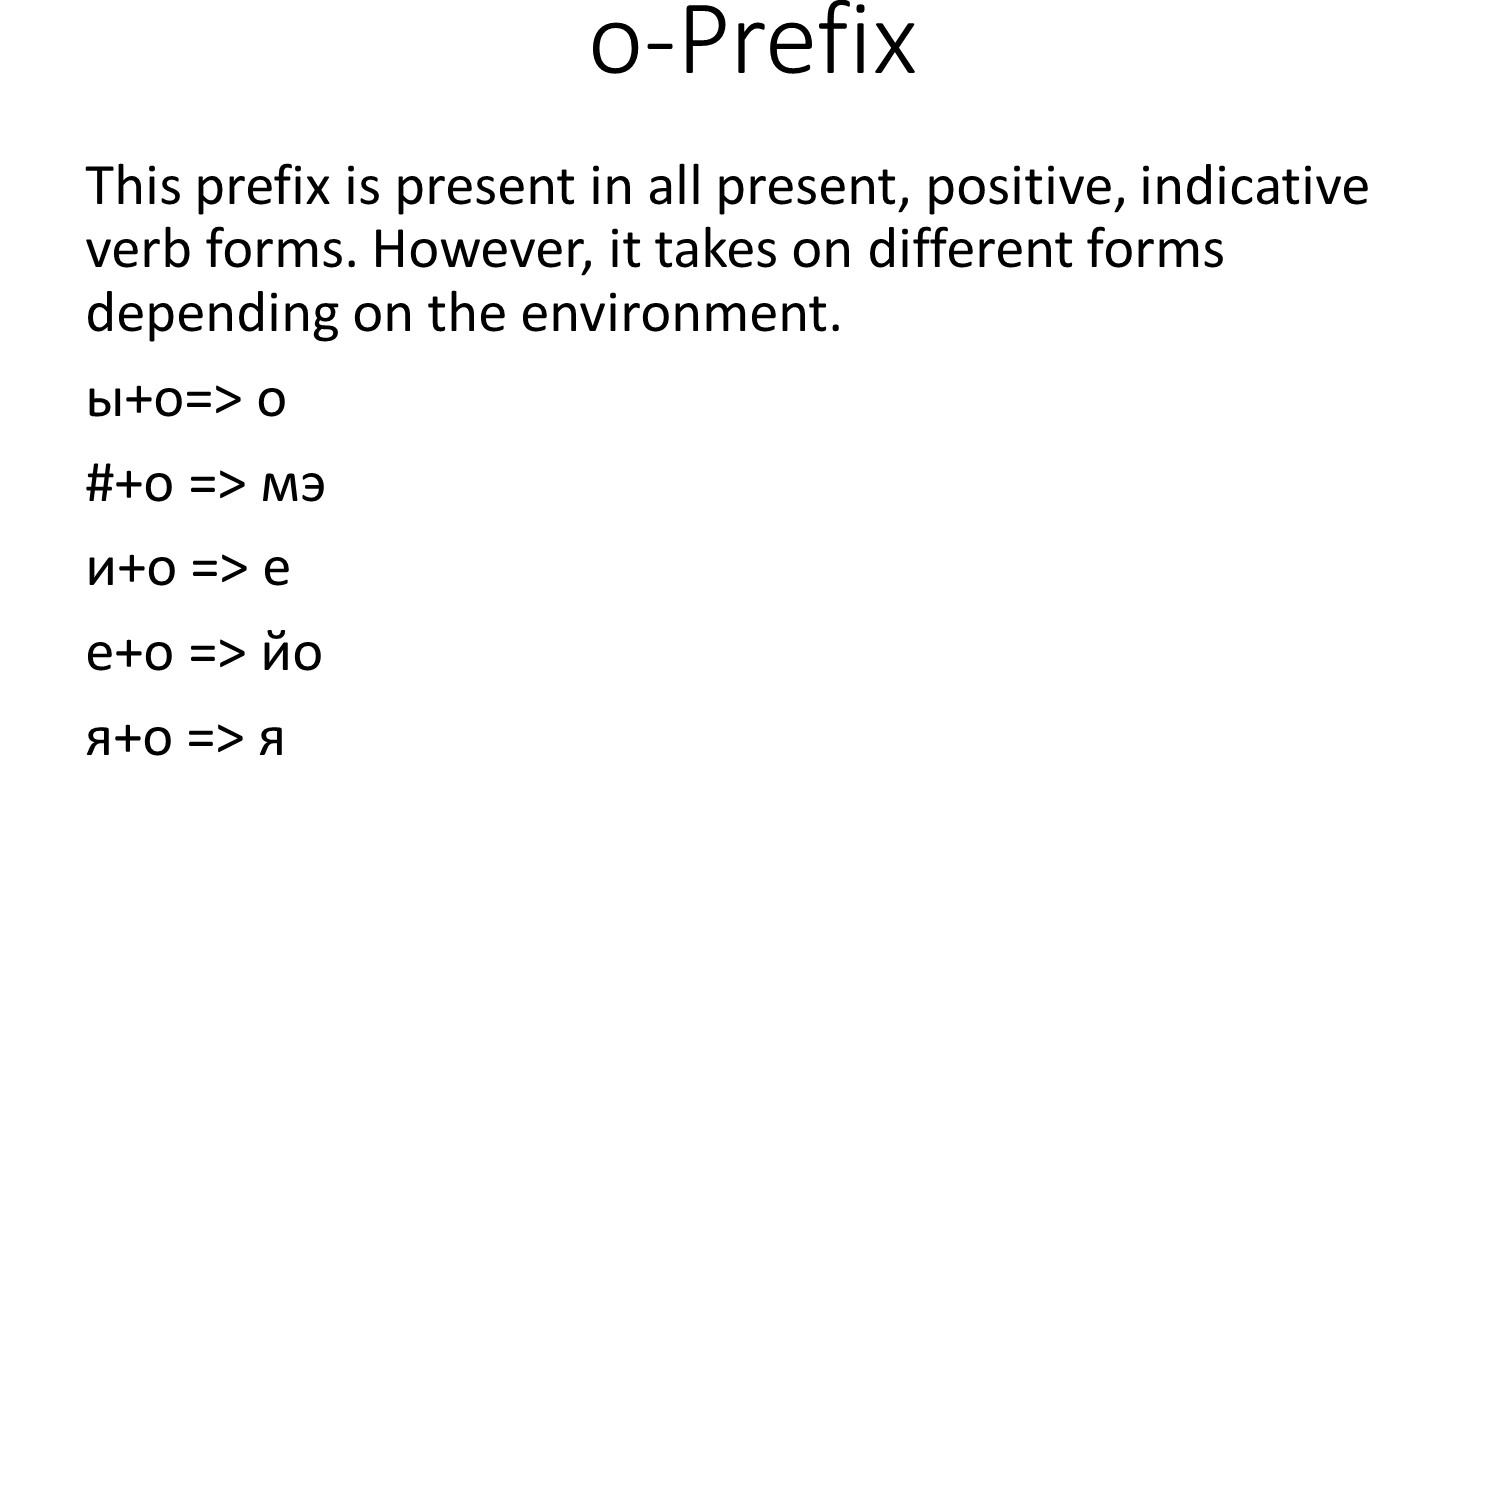 o-Prefix
This prefix is present in all present, positive, indicative
verb forms. However, it takes on different forms
depending on the environment.
ы+о=> о
#+о => мэ
и+о => е
е+о => йо
я+о => я